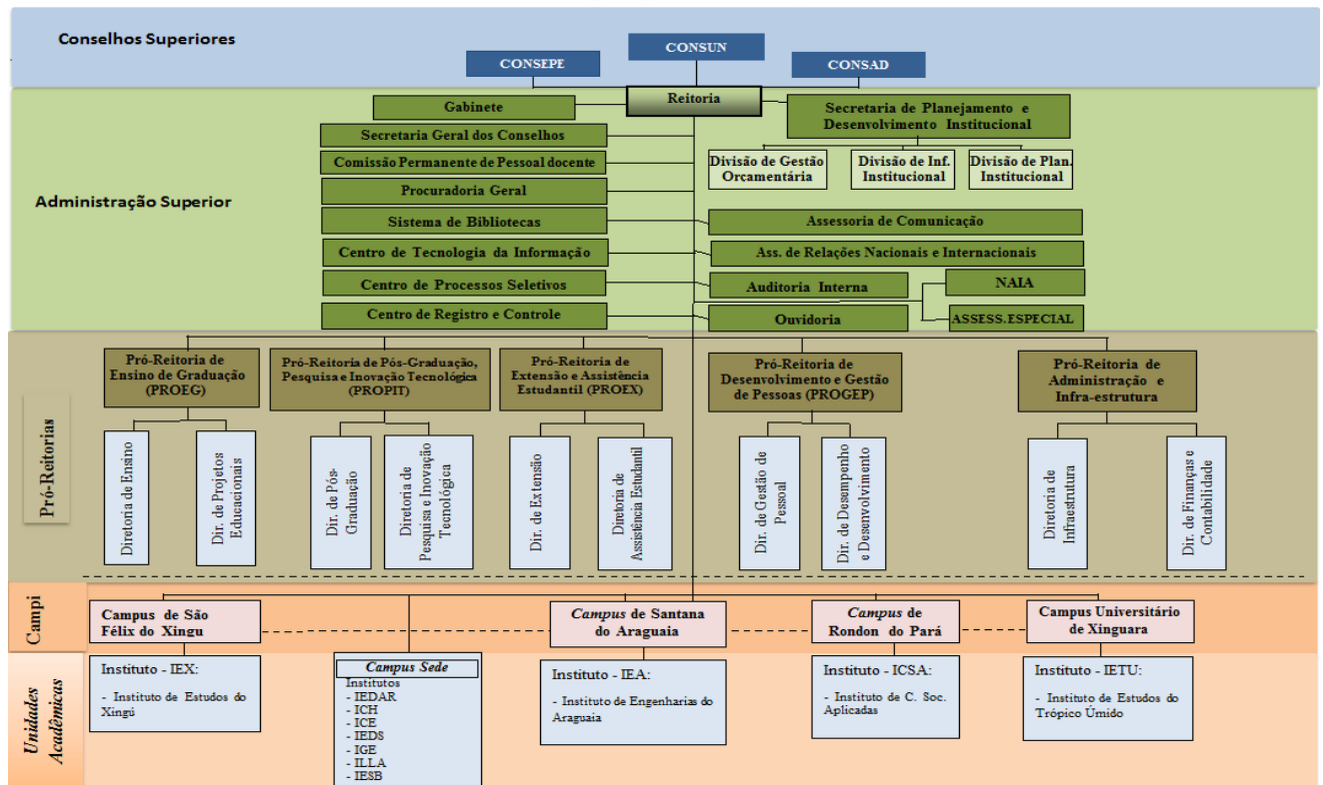 Conselhos Superiores
CONSUN
CONSEPE
CONSAD
Administração Superior
Reitoria
Gabinete
Secretaria de Planejamento e
Desenvolvimento Institucional
Secretaria Geral dos Conselhos
Comissão Permanente de Pessoal docente
Divisão de Gestão
Orçamentária
Divisão de Inf.
Institucional
Divisão de Plan.
Institucional
Procuradoria Geral
Sistema de Bibliotecas
Assessoria de Comunicação
Centro de Tecnologia da Informação
Ass. de Relações Nacionais e Internacionais
Centro de Processos Seletivos
Auditoria Interna
NAIA
Centro de Registro e Controle
Ouvidoria
ASSESS.ESPECIAL
Pró-Reitorias
Pró-Reitoria de
Ensino de Graduação
(PROEG)
Pró-Reitoria de Pós-Graduação,
Pesquisa e Inovação Tecnológica
(PROPIT)
Pró-Reitoria de
Extensão e Assistência
Estudantil (PROEX)
Pró-Reitoria de
Desenvolvimento e Gestão
de Pessoas (PROGEP)
Pró-Reitoria de
Administração e
Infra-estrutura
Diretoria de Ensino
Dir. de Projetos
Educacionais
Dir. de Pós-
Graduação
Diretoria de
Pesquisa e Inovação
Tecnológica
Dir. de Extensão
Diretoria de
Assistência Estudantil
Dir. de Gestão de
Pessoal
Dir. de Desempenho
e Desenvolvimento
Diretoria de
Infraestrutura
Dir. de Finanças e
Contabilidade
Campi
Campus de São
Félix do Xingu
Campus de Santana
do Araguaia
Campus de
Rondon do Pará
Campus Universitário
de Xinguara
Unidades
Acadêmicas
Instituto - IEX:
- Instituto de Estudos do
Xingú
Campus Sede
Institutos
- IEDAR
- ICH
- ICE
- IEDS
- IGE
- ILLA
- IESB
Instituto - IEA:
- Instituto de Engenharias do
Araguaia
Instituto - ICSA:
- Instituto de C. Soc.
Aplicadas
Instituto - IETU:
- Instituto de Estudos do
Trópico Úmido